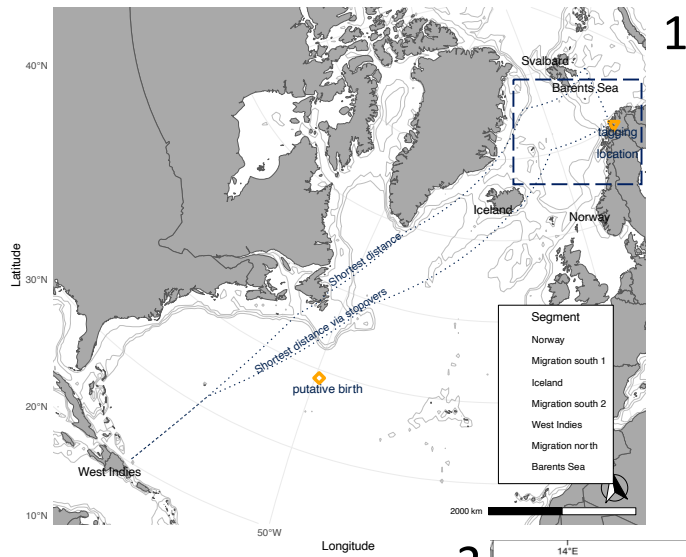 1
40°N
Svalbard
Barents Sea
tagging
location
Iceland
Norway
Latitude
Shortest distance
30°N
Shortest distance via stopovers
Segment
Norway
Migration south 1
Iceland
Migration south 2
West Indies
Migration north
Barents Sea
putative birth
20°N
West Indies
10°N
2000 km
50°W
Longitude
14°E